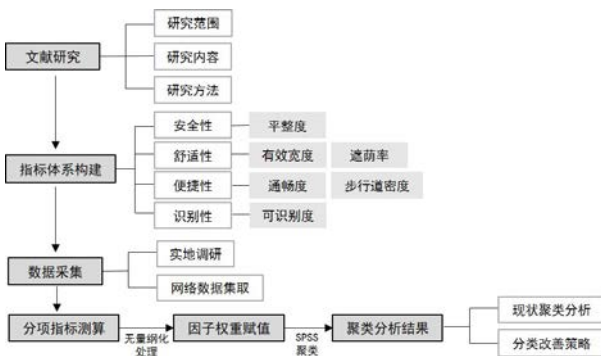 研究范围
文献研究
研究内容
研究方法
安全性 平整度
舒适性 有效宽度 遮荫率
指标体系构建
便捷性 通畅度 步行道密度
识别性 可识别度
实地调研
数据采集
网络数据集取
现状聚类分析
分项指标测算 无量纲化处理 因子权重赋值 SPSS聚类 聚类分析结果
分类改善策略